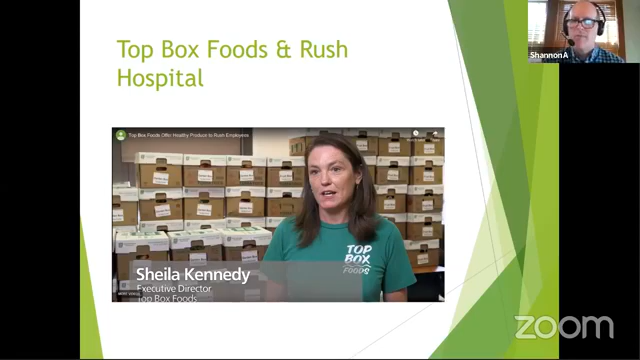 Top Box Foods & Rush
Hospital
Top Box Foods Offer Healthy Produce to Rush Employees
TOP
BOX
FOODS
Sheila Kennedy
Executive Director
Top Box Foods
Shannon A
zoom